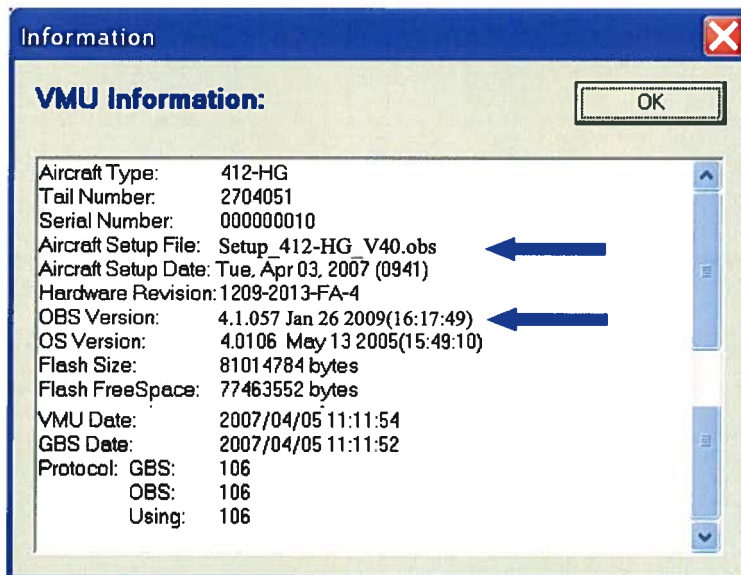 Information
VMU Information:
OK
Aircraft Type: 412-HG
Tail Number: 2704051
Serial Number: 000000010
Aircraft Setup File: Setup_412-HG_V40.obs
Aircraft Setup Date: Tue, Apr 03, 2007 (0941)
Hardware Revision: 1209-2013-FA-4
OBS Version: 4.1.057 Jan 26 2009(16:17:49)
OS Version: 4.0106 May 13 2005(15:49:10)
Flash Size: 81014784 bytes
Flash FreeSpace: 77463552 bytes
VMU Date: 2007/04/05 11:11:54
GBS Date: 2007/04/05 11:11:52
Protocol: GBS: 106
OBS: 106
Using: 106